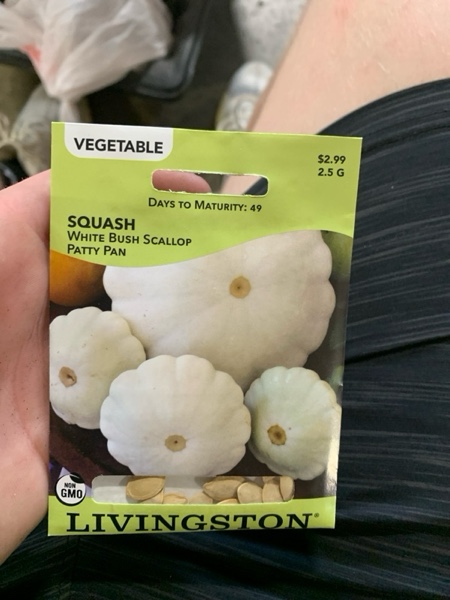 VEGETABLE
$2.99
2.5 G
DAYS TO MATURITY: 49
SQUASH
WHITE BUSH SCALLOP
PATTY PAN
NON
GMO
LIVINGSTON®